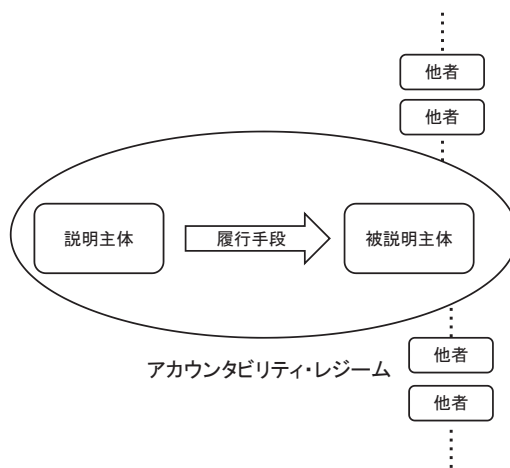 他者
他者
説明主体
履行手段
被説明主体
他者
アカウンタビリティ・レジーム
他者